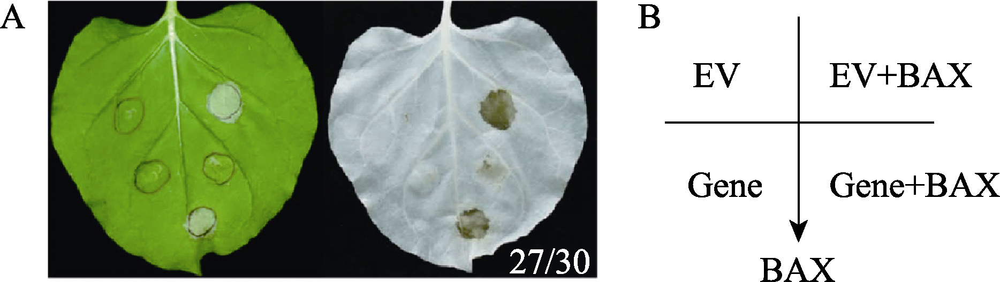 A
27/30
B
EV
EV+BAX
Gene
Gene+BAX
BAX